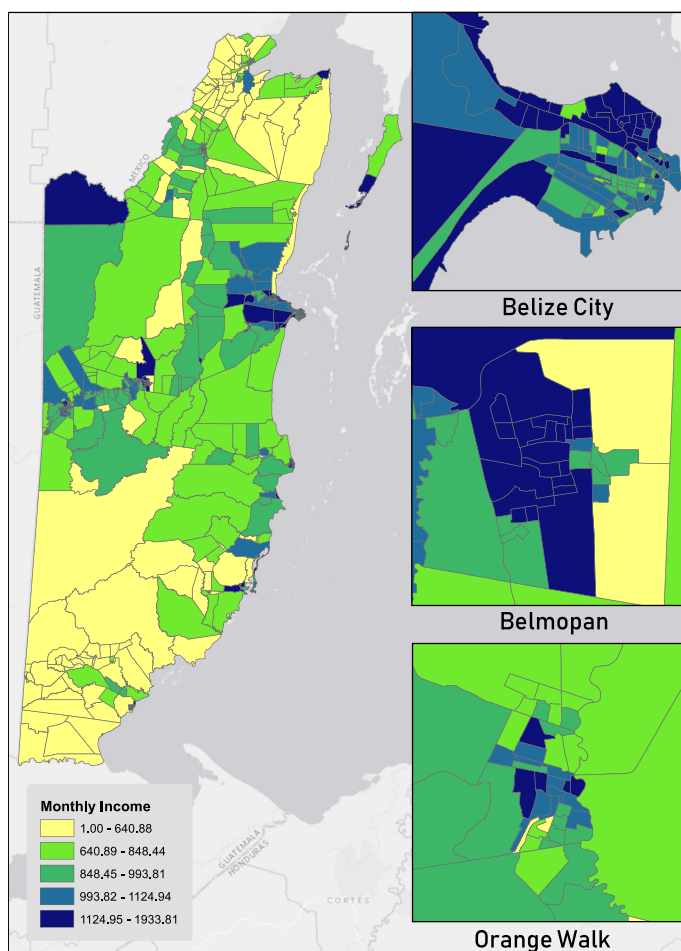 MEXICO
GUATEMALA
Belize City
Belmopan
Orange Walk
Monthly Income
1.00 - 640.88
640.89 - 848.44
848.45 - 993.81
993.82 - 1124.94
1124.95 - 1933.81
GUATEMALA
HONDURAS
CORTÉS